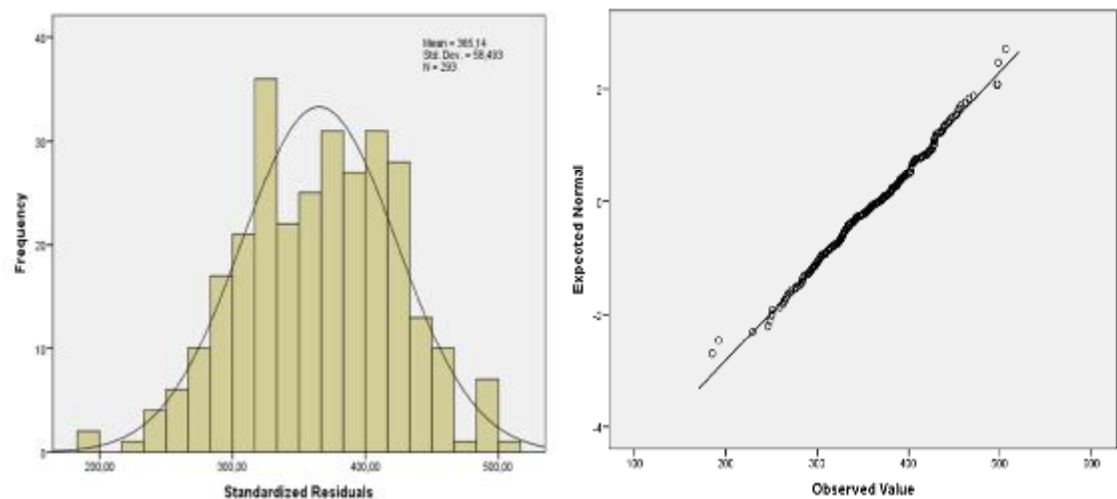 Mean = 365,14
Std. Dev. = 58,493
N = 293
40
30
20
10
0
Frequency
200,00 300,00 400,00 500,00
Standardized Residuals
2
0
-2
-4
Expected Normal
100 200 300 400 500 600
Observed Value